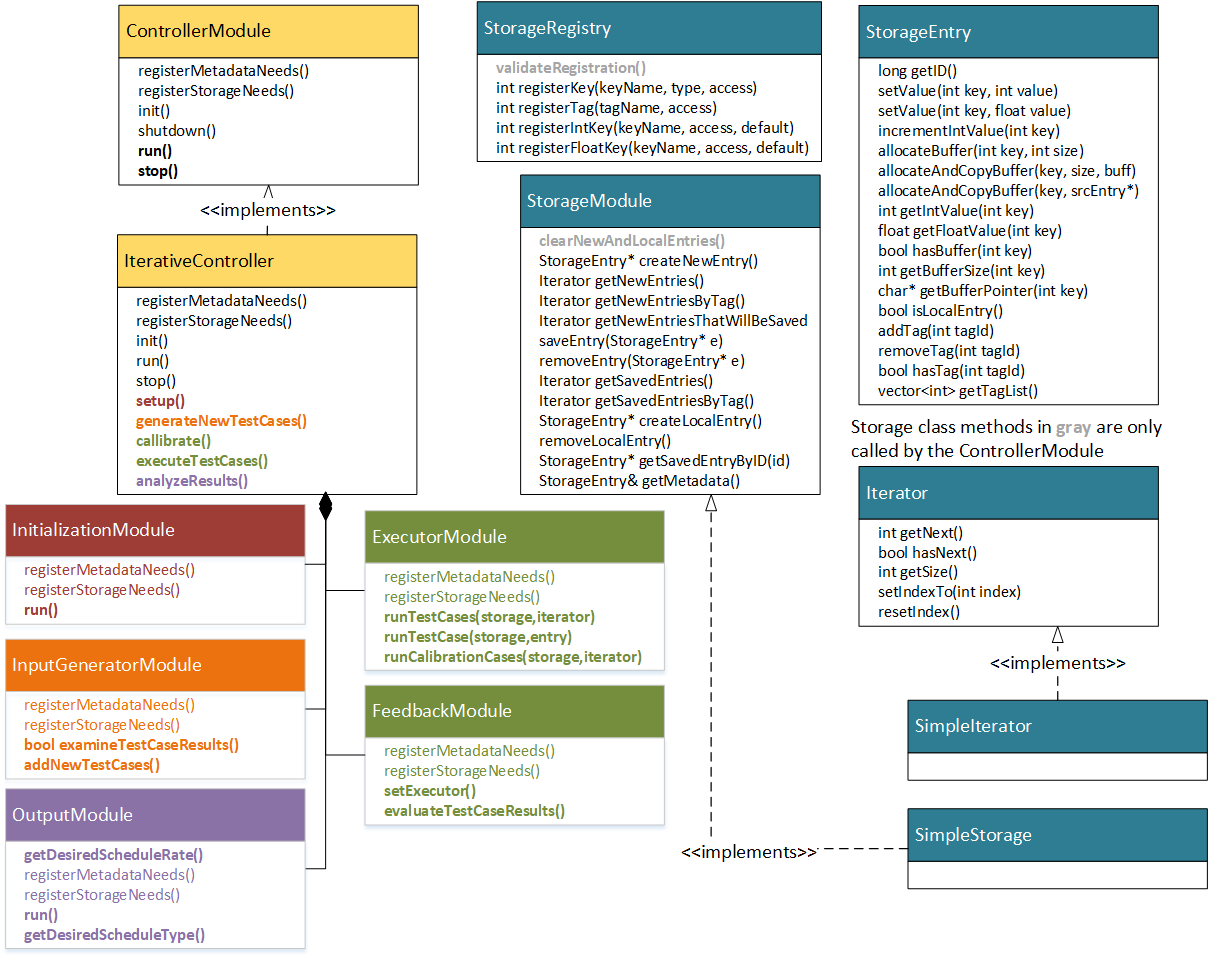 ControllerModule
registerMetadataNeeds()
registerStorageNeeds()
init()
shutdown()
run()
stop()
<<implements>>
IterativeController
registerMetadataNeeds()
registerStorageNeeds()
init()
run()
stop()
setup()
generateNewTestCases()
callibrate()
executeTestCases()
analyzeResults()
InitializationModule
registerMetadataNeeds()
registerStorageNeeds()
run()
InputGeneratorModule
registerMetadataNeeds()
registerStorageNeeds()
bool examineTestCaseResults()
addNewTestCases()
OutputModule
getDesiredScheduleRate()
registerMetadataNeeds()
registerStorageNeeds()
run()
getDesiredScheduleType()
ExecutorModule
registerMetadataNeeds()
registerStorageNeeds()
runTestCases(storage,iterator)
runTestCase(storage,entry)
runCalibrationCases(storage,iterator)
FeedbackModule
registerMetadataNeeds()
registerStorageNeeds()
setExecutor()
evaluateTestCaseResults()
StorageRegistry
validateRegistration()
int registerKey(keyName, type, access)
int registerTag(tagName, access)
int registerIntKey(keyName, access, default)
int registerFloatKey(keyName, access, default)
StorageModule
clearNewAndLocalEntries()
StorageEntry* createNewEntry()
Iterator getNewEntries()
Iterator getNewEntriesByTag()
Iterator getNewEntriesThatWillBeSaved
saveEntry(StorageEntry* e)
removeEntry(StorageEntry* e)
Iterator getSavedEntries()
Iterator getSavedEntriesByTag()
StorageEntry* createLocalEntry()
removeLocalEntry()
StorageEntry* getSavedEntryByID(id)
StorageEntry& getMetadata()
StorageEntry
long getID()
setValue(int key, int value)
setValue(int key, float value)
incrementIntValue(int key)
allocateBuffer(int key, int size)
allocateAndCopyBuffer(key, size, buff)
allocateAndCopyBuffer(key, srcEntry*)
int getIntValue(int key)
float getFloatValue(int key)
bool hasBuffer(int key)
int getBufferSize(int key)
char* getBufferPointer(int key)
bool isLocalEntry()
addTag(int tagId)
removeTag(int tagId)
bool hasTag(int tagId)
vector<int> getTagList()
Storage class methods in gray are only
called by the ControllerModule
Iterator
int getNext()
bool hasNext()
int getSize()
setIndexTo(int index)
resetIndex()
<<implements>>
SimpleIterator
SimpleStorage
<<implements>>